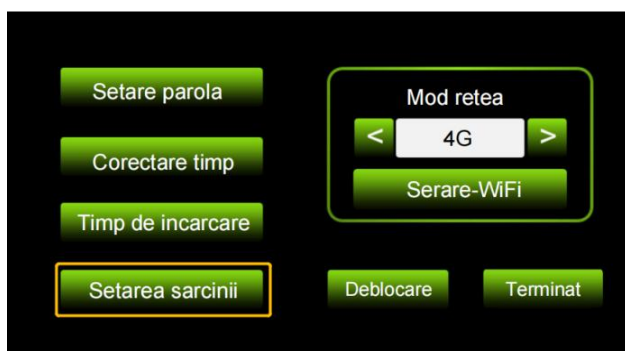 Setare parola
Corectare timp
Timp de incarcare
Setarea sarcinii
Mod retea
< 4G >
Serare-WiFi
Deblocare
Terminat